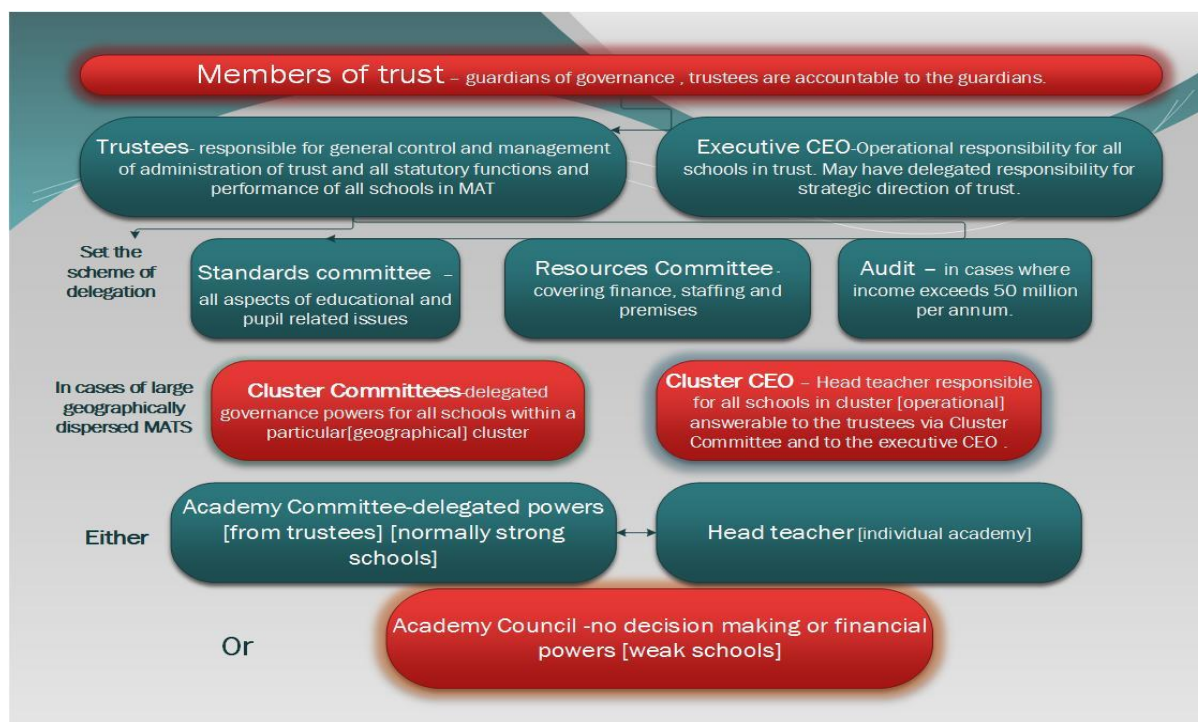 Members of trust – guardians of governance , trustees are accountable to the guardians.
Trustees- responsible for general control and management
of administration of trust and all statutory functions and
performance of all schools in MAT
Executive CEO-Operational responsibility for all
schools in trust. May have delegated responsibility for
strategic direction of trust.
Set the
scheme of
delegation
Standards committee –
all aspects of educational and
pupil related issues
Resources Committee -
covering finance, staffing and
premises
Audit – in cases where
income exceeds 50 million
per annum.
In cases of large
geographically
dispersed MATS
Cluster Committees-delegated
governance powers for all schools within a
particular[geographical] cluster
Cluster CEO – Head teacher responsible
for all schools in cluster [operational]
answerable to the trustees via Cluster
Committee and to the executive CEO .
Either
Academy Committee-delegated powers
[from trustees] [normally strong
schools]
Head teacher [individual academy]
Or
Academy Council -no decision making or financial
powers [weak schools]